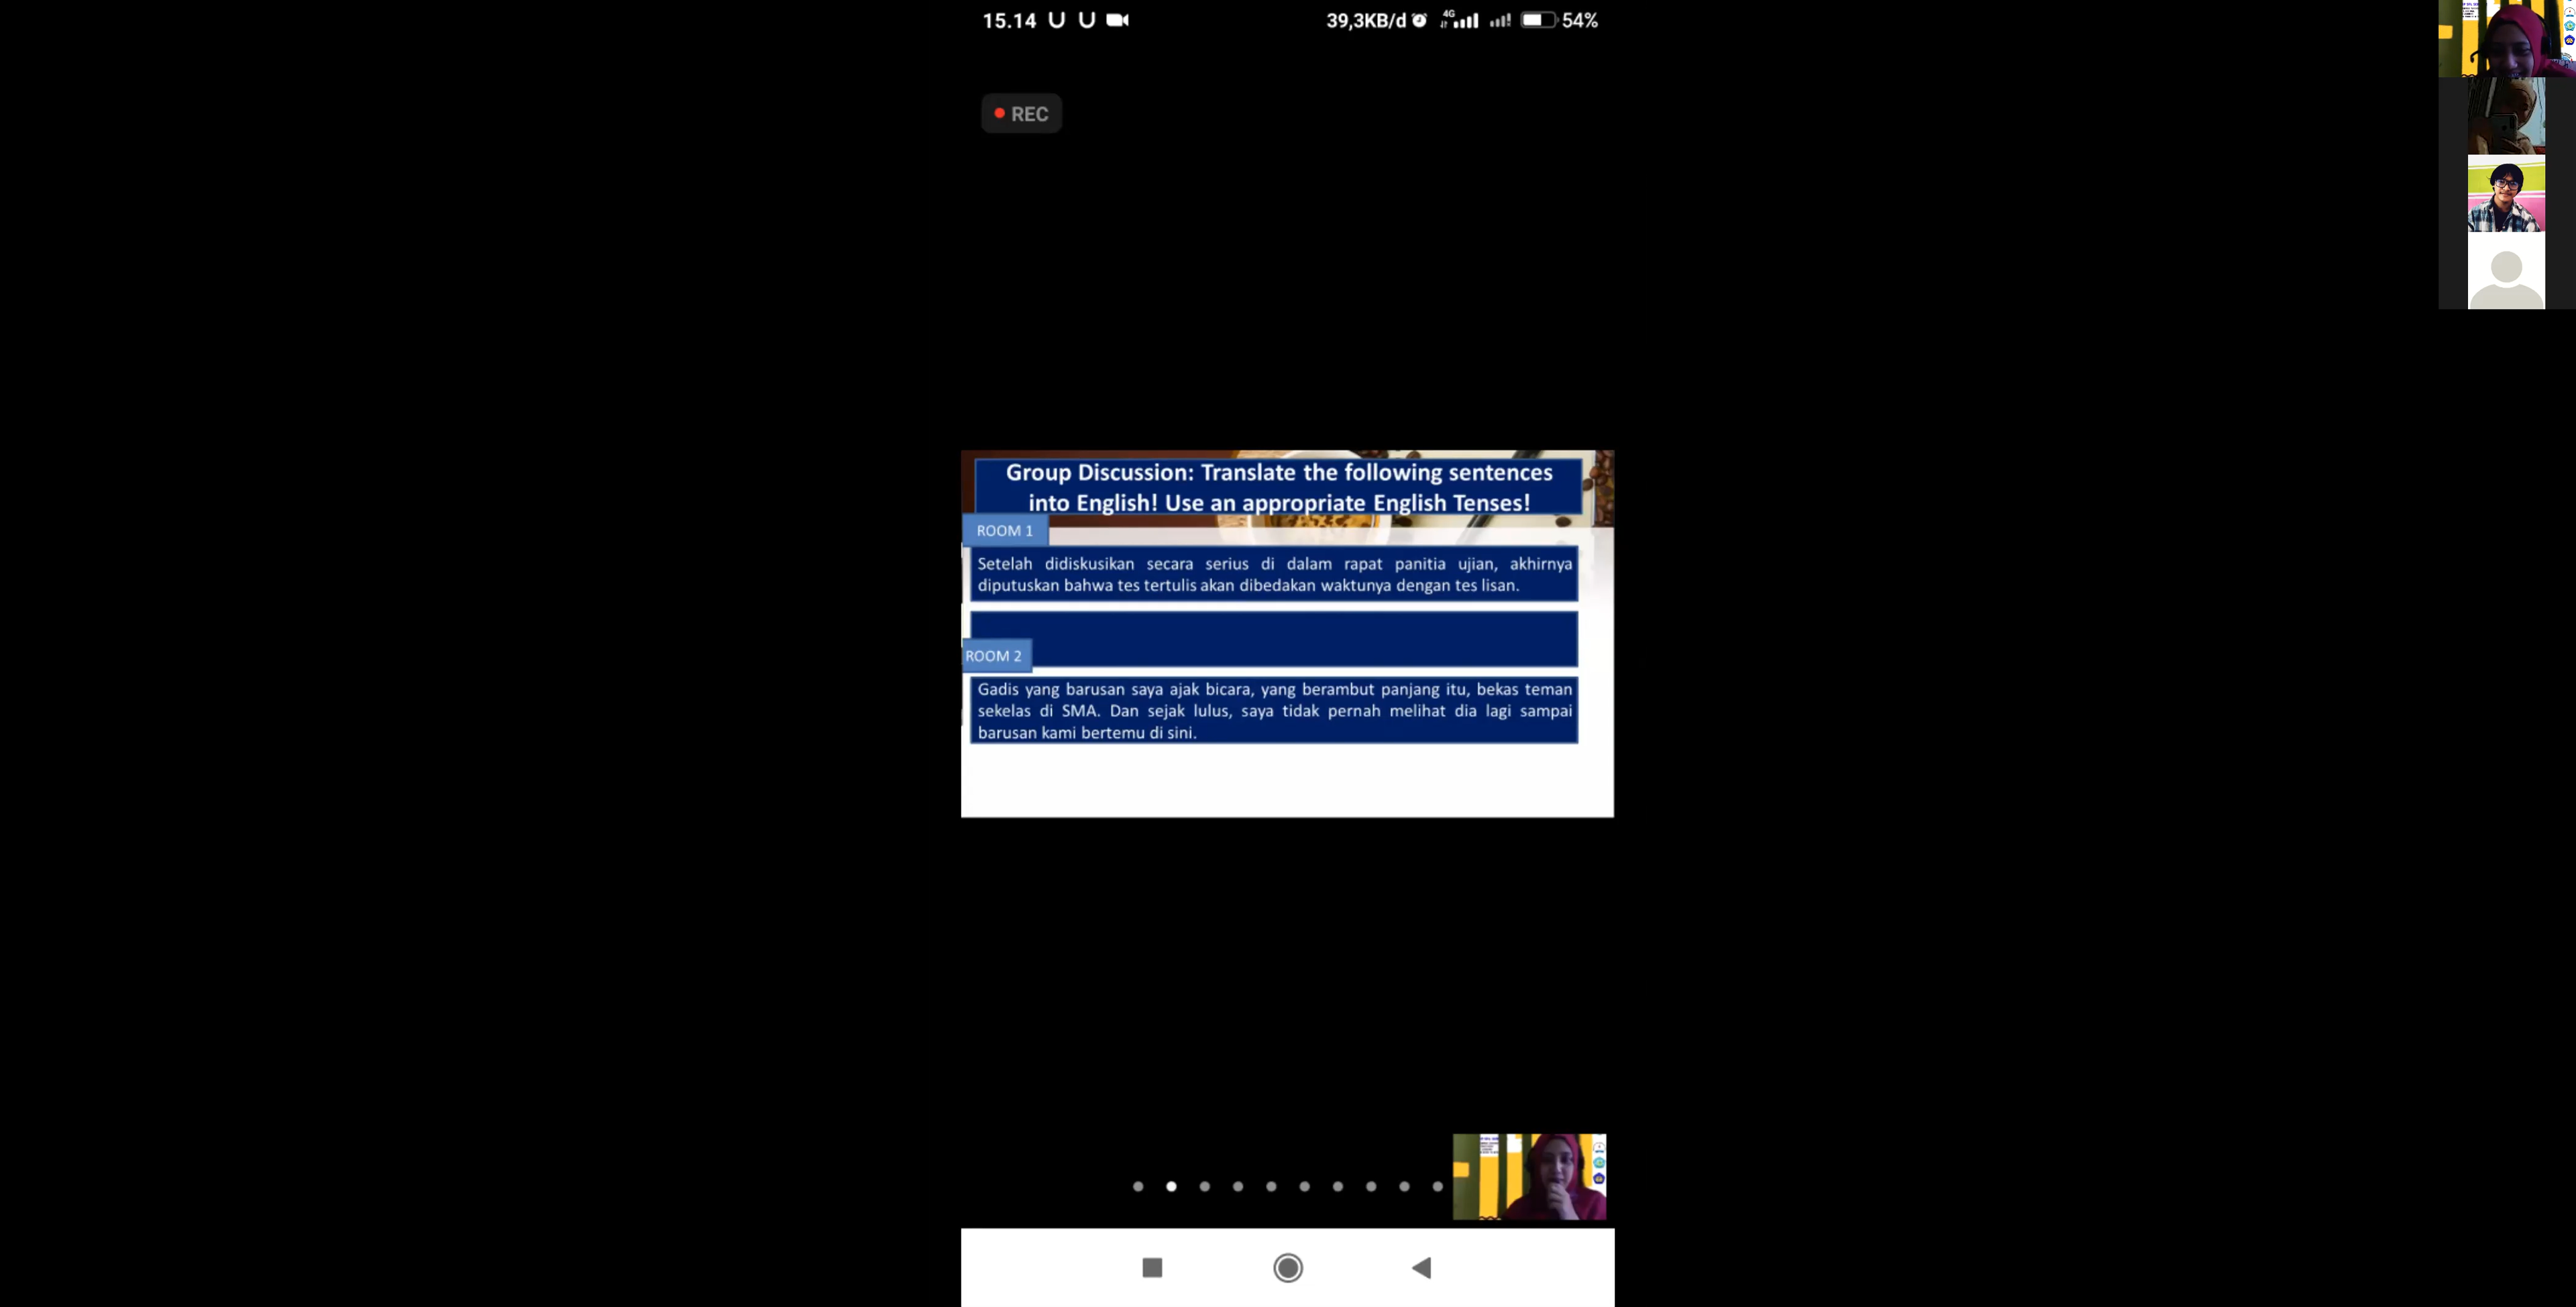 15.14
39,3KB/d 4G 54%
REC
Group Discussion: Translate the following sentences
into English! Use an appropriate English Tenses!
ROOM 1
Setelah didiskusikan secara serius di dalam rapat panitia ujian, akhirnya
diputuskan bahwa tes tertulis akan dibedakan waktunya dengan tes lisan.
ROOM 2
Gadis yang barusan saya ajak bicara, yang berambut panjang itu, bekas teman
sekelas di SMA. Dan sejak lulus, saya tidak pernah melihat dia lagi sampai
barusan kami bertemu di sini.